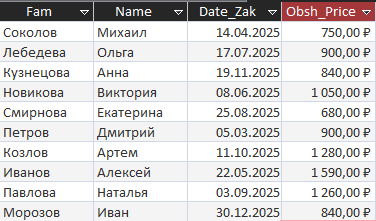 Fam Name Date_Zak Obsh_Price
Соколов Михаил 14.04.2025 750,00 ₽
Лебедева Ольга 17.07.2025 900,00 ₽
Кузнецова Анна 19.11.2025 840,00 ₽
Новикова Виктория 08.06.2025 1 050,00 ₽
Смирнова Екатерина 25.08.2025 680,00 ₽
Петров Дмитрий 05.03.2025 900,00 ₽
Козлов Артем 11.10.2025 1 280,00 ₽
Иванов Алексей 22.05.2025 1 590,00 ₽
Павлова Наталья 03.09.2025 1 260,00 ₽
Морозов Иван 30.12.2025 840,00 ₽